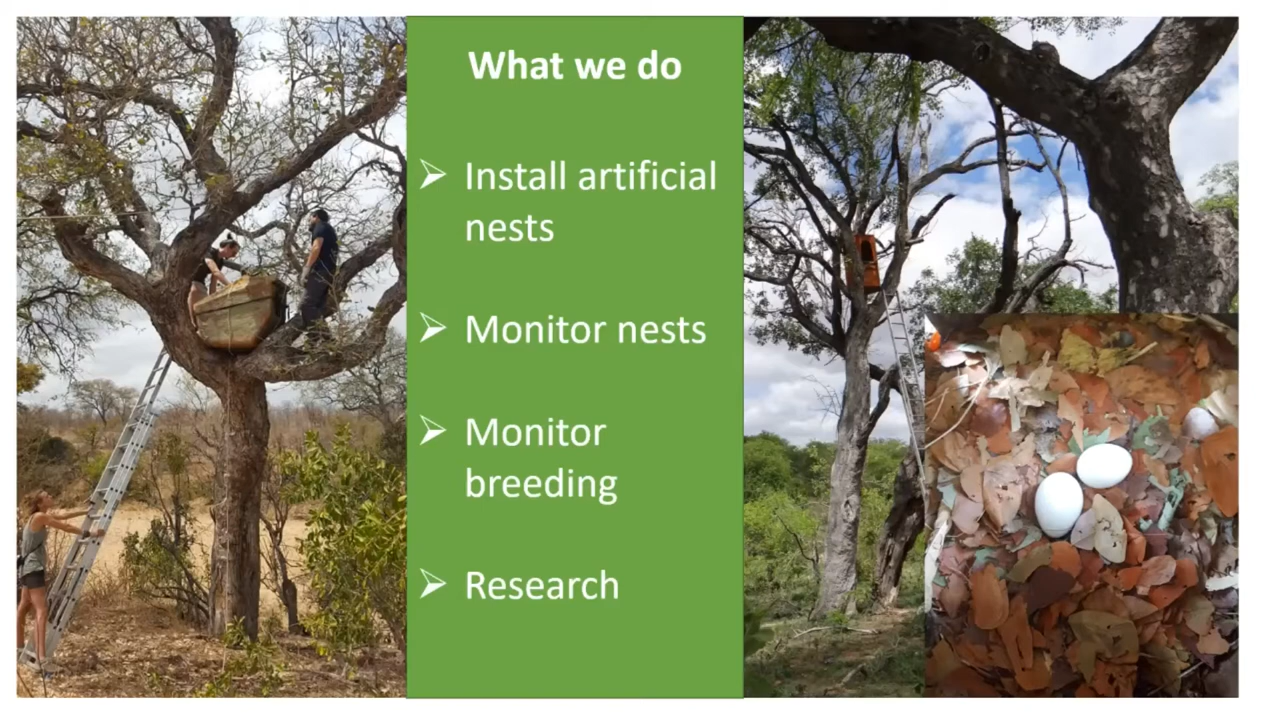 What we do
➢ Install artificial
nests
➢ Monitor nests
➢ Monitor
breeding
➢ Research